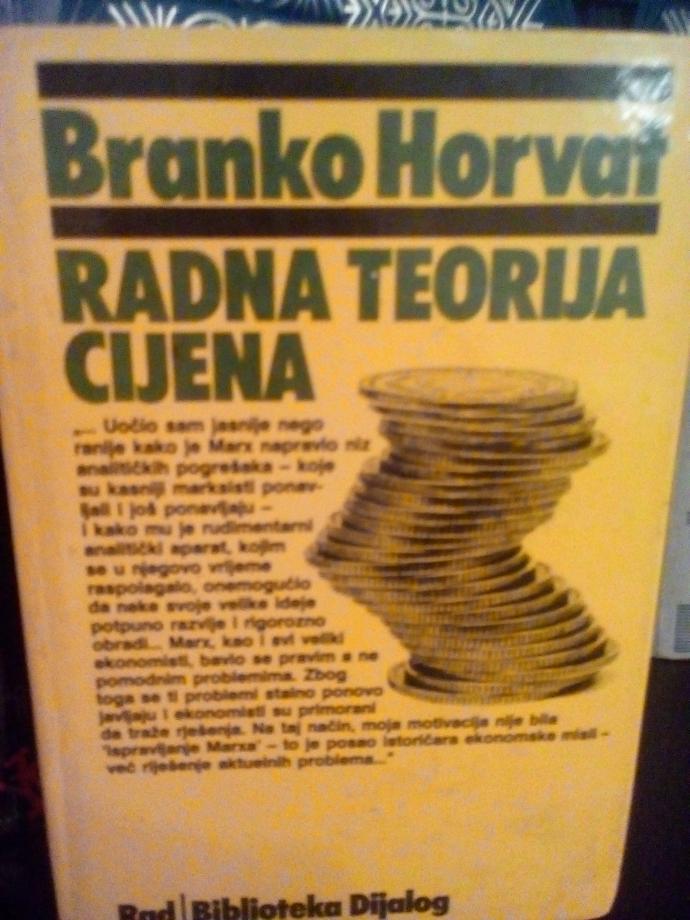 Branko Horvat
RADNA TEORIJA
CIJENA
„... Uočio sam jasnije nego
ranije kako je Marx napravio niz
analitičkih pogrešaka – koje
su kasniji marksisti ponav-
ljali i još ponavljaju –
i kako mu je rudimentarni
analitički aparat, kojim
se u njegovo vrijeme
raspolagalo, onemogućio
da neke svoje velike ideje
potpuno razvije i rigorozno
obradi... Marx, kao i svi veliki
ekonomisti, bavio se pravim a ne
pomodnim problemima. Zbog
toga se ti problemi stalno ponovo
javljaju i ekonomisti su primorani
da traže rješenja. Na taj način, moja motivacija nije bila
'ispravljanje Marxa' – to je posao istoričara ekonomske misli –
već riješenje aktuelnih problema..."
Rad | Biblioteka Dijalog